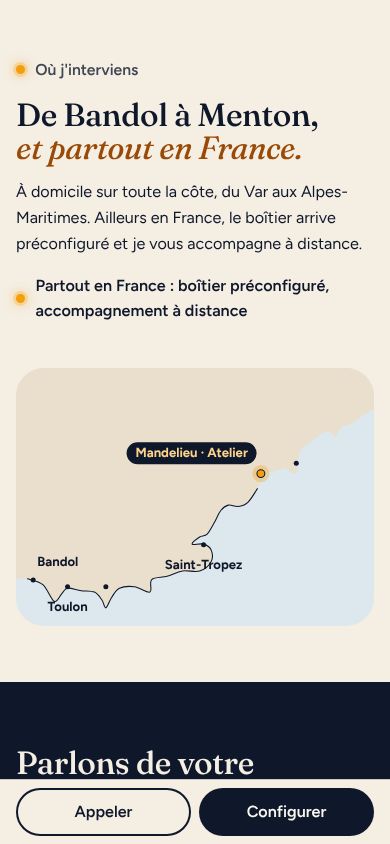 Où j'interviens
De Bandol à Menton,
et partout en France.
À domicile sur toute la côte, du Var aux Alpes-
Maritimes. Ailleurs en France, le boîtier arrive
préconfiguré et je vous accompagne à distance.
Partout en France : boîtier préconfiguré,
accompagnement à distance
Mandelieu · Atelier
Bandol
Saint-Tropez
Toulon
Parlons de votre
Appeler
Configurer